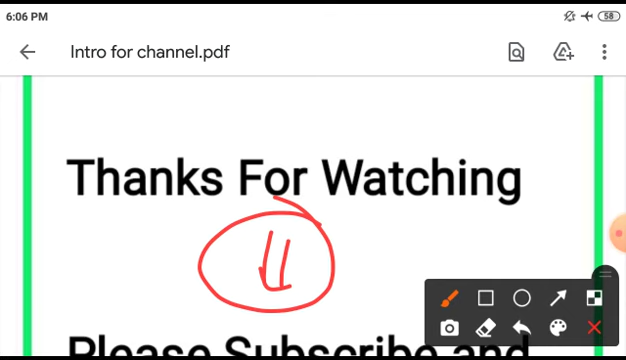 6:06 PM
58
Intro for channel.pdf
Thanks For Watching
Please Subscribe and